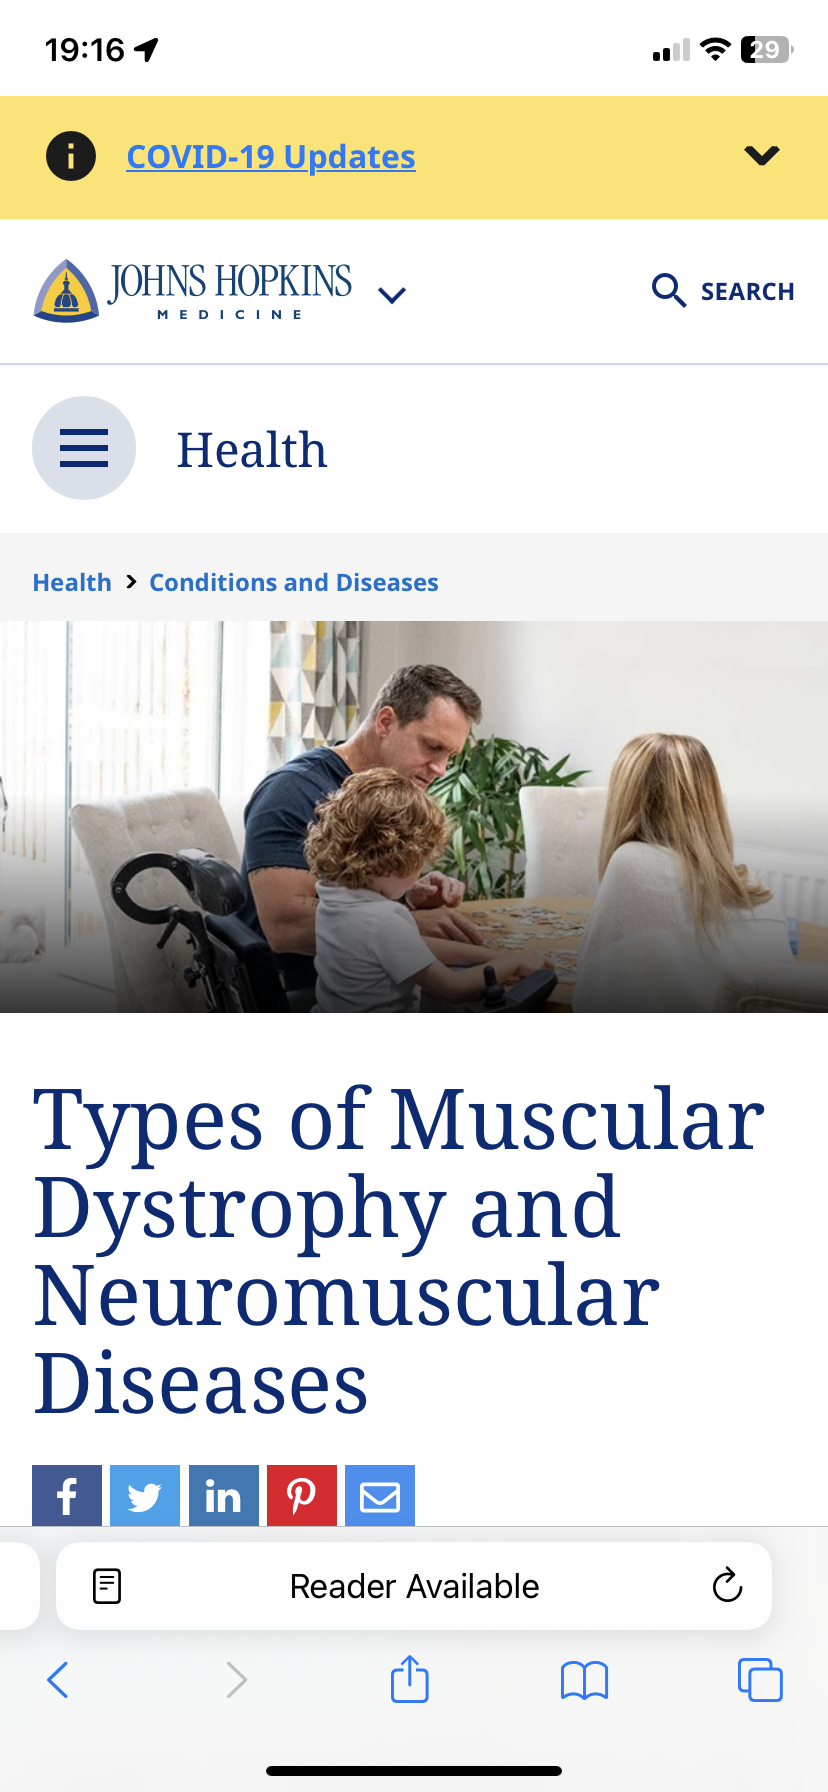 19:16
29
COVID-19 Updates
JOHNS HOPKINS
MEDICINE
SEARCH
Health
Health > Conditions and Diseases
Types of Muscular
Dystrophy and
Neuromuscular
Diseases
Reader Available